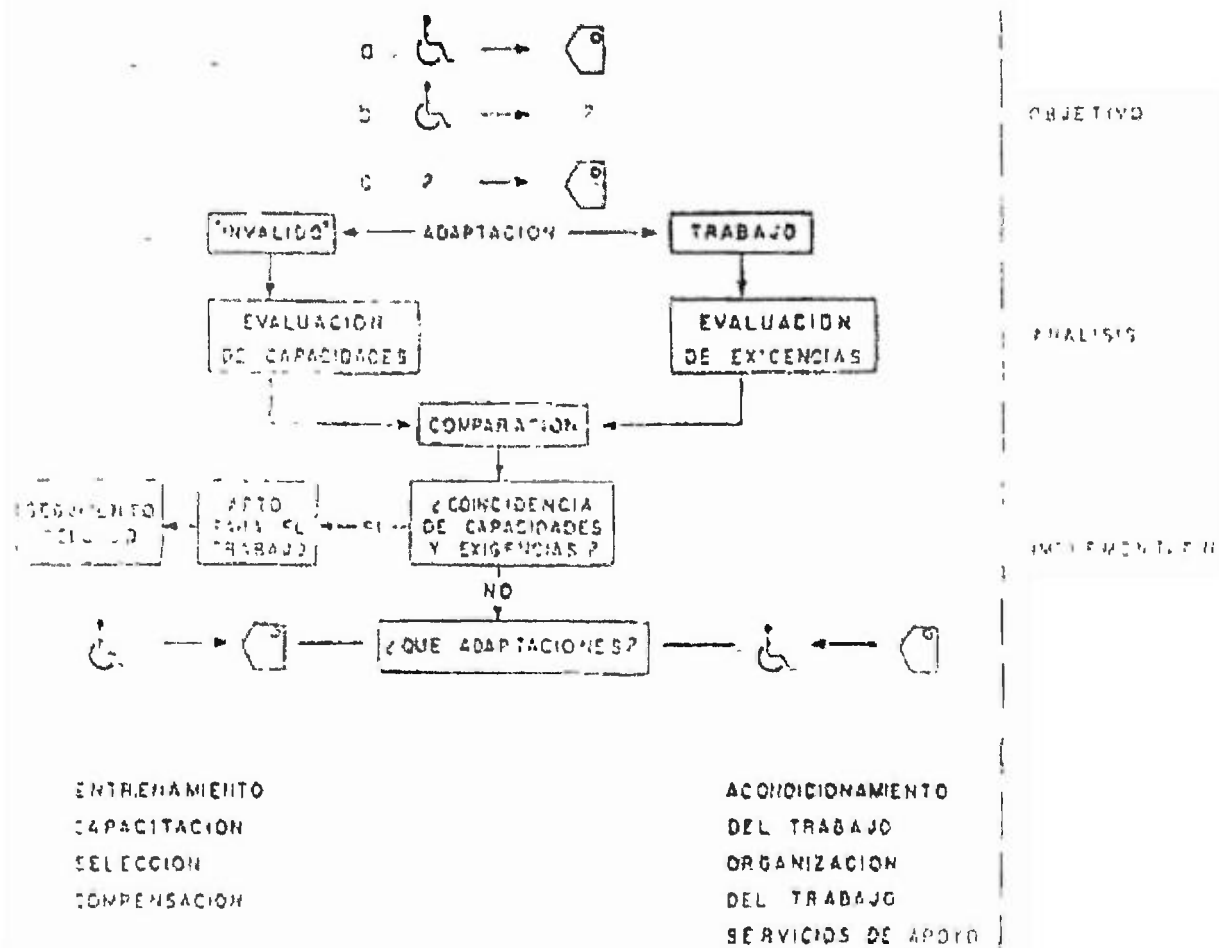 a
b ?
OBJETIVO
c ?
"INVALIDO" ADAPTACION TRABAJO
EVALUACION
DE CAPACIDADES
EVALUACION
DE EXIGENCIAS
ANALISIS
COMPARACION
SEGUIMIENTO
APTO
PARA EL
TRABAJO
SI
¿COINCIDENCIA
DE CAPACIDADES
Y EXIGENCIAS?
NO
¿QUE ADAPTACIONES?
ENTRENAMIENTO
CAPACITACION
SELECCION
COMPENSACION
ACONDICIONAMIENTO
DEL TRABAJO
ORGANIZACION
DEL TRABAJO
SERVICIOS DE APOYO